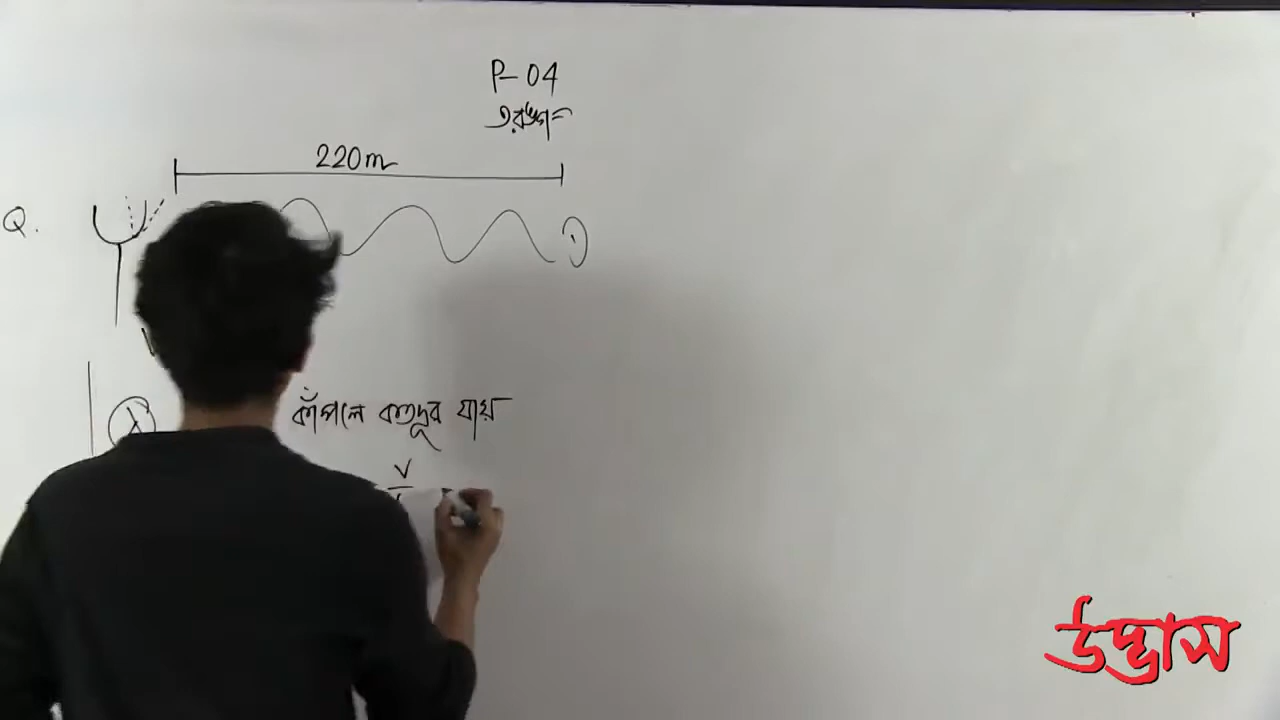 P-04
তরঙ্গ
220m
Q.
λ
কাঁপলে কতদূর যায়
v
উদ্ভাস